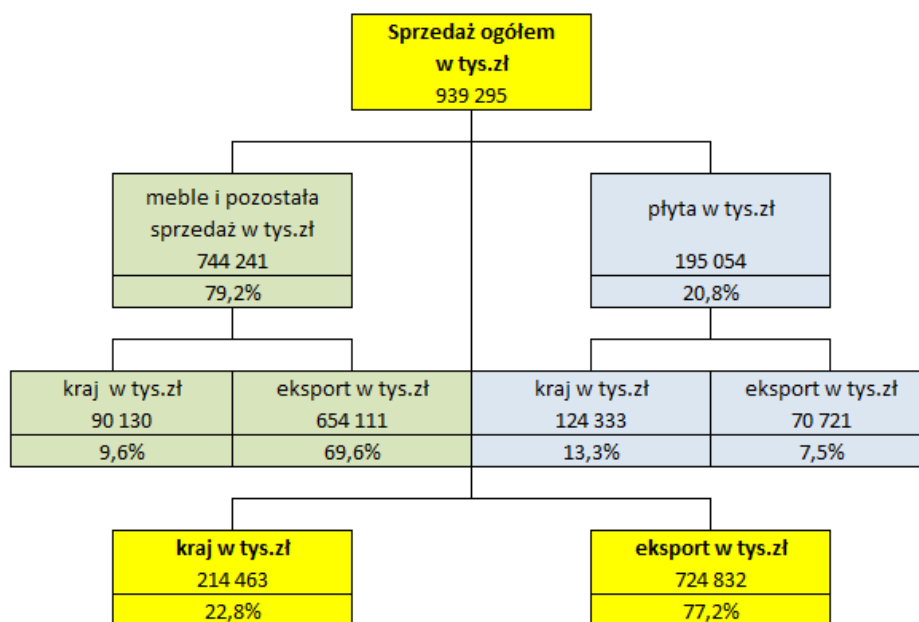 Sprzedaż ogółem
w tys.zł
939 295
meble i pozostała
sprzedaż w tys.zł
744 241
79,2%
płyta w tys.zł
195 054
20,8%
kraj w tys.zł
90 130
9,6%
eksport w tys.zł
654 111
69,6%
kraj w tys.zł
124 333
13,3%
eksport w tys.zł
70 721
7,5%
kraj w tys.zł
214 463
22,8%
eksport w tys.zł
724 832
77,2%